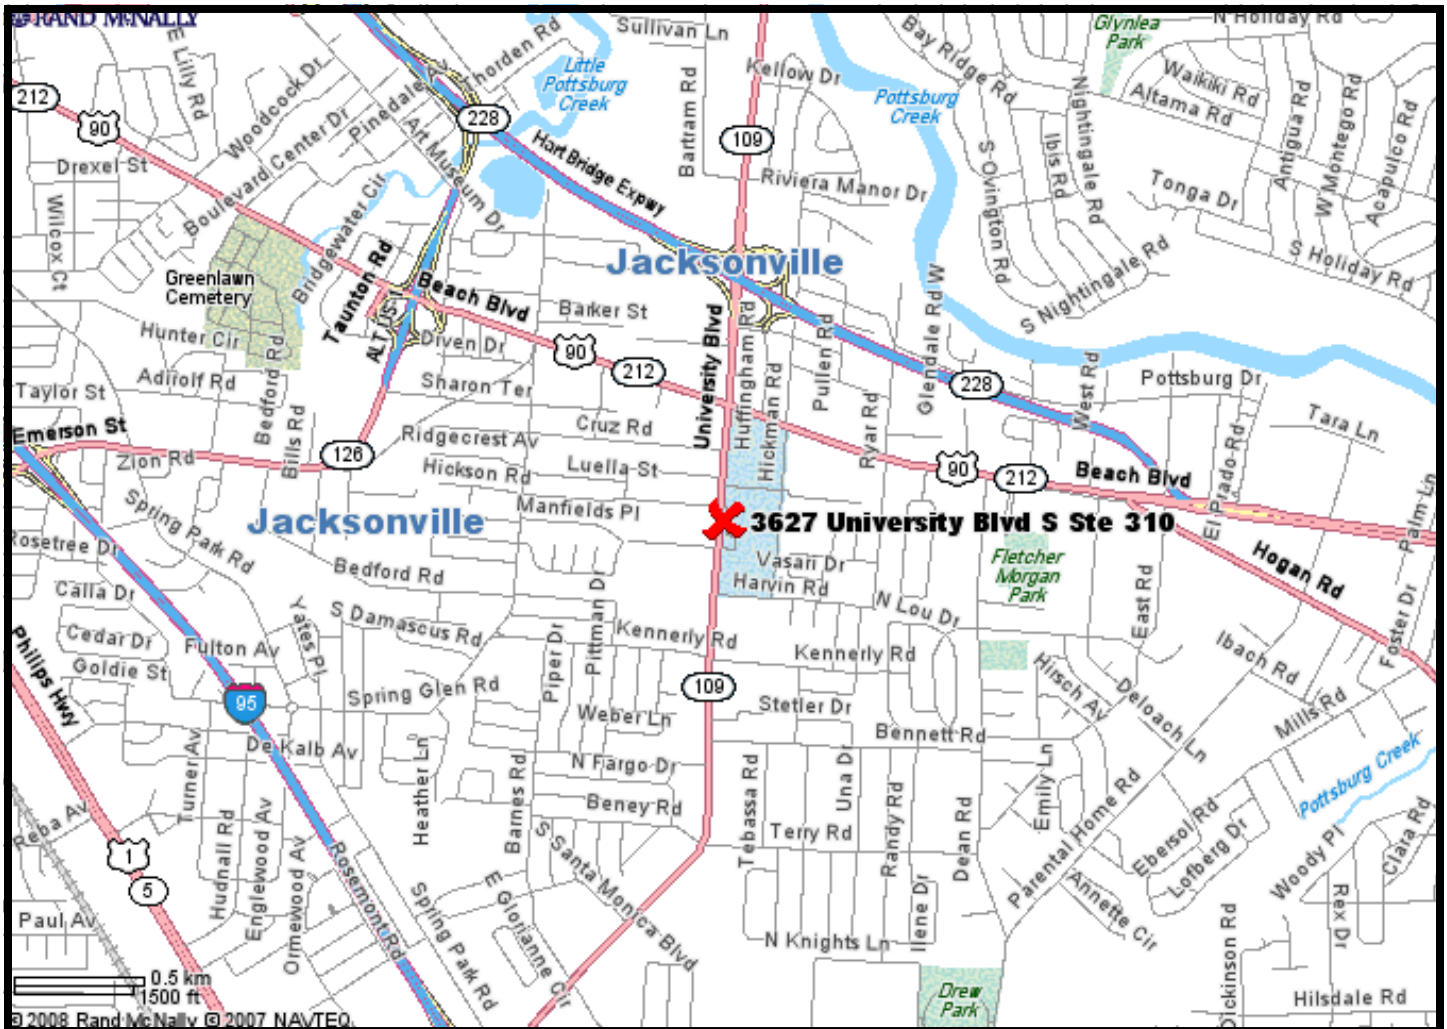 RAND McNALLY
Sullivan Ln
Glynlea
Park
N Holiday Rd
E Lilly Rd
Woodcock Dr
Pinedale Av
Thorden Rd
Little
Pottsburg
Creek
Bartram Rd
Kellow Dr
Bay Ridge Rd
Pottsburg
Creek
Nightingale Rd
Waikiki Rd
Altama Rd
Antigua Rd
W Montego Rd
Acapulco Rd
212
90
228
109
Boulevard Center Dr
Art Museum Dr
Hart Bridge Expwy
Drexel St
Wilcox Ct
Riviera Manor Dr
S Ovington Rd
Ibis Rd
Tonga Dr
S Holiday Rd
S Nightingale Rd
Bridgewater Cir
Greenlawn
Cemetery
Taunton Rd
ALT US 1
Beach Blvd
Jacksonville
Barker St
University Blvd
Huffingham Rd
Hickman Rd
Pullen Rd
Glendale Rd W
Hunter Cir
Diven Dr
90
212
228
West Rd
Pottsburg Dr
Taylor St
Adirolf Rd
Bedford Rd
Bills Rd
Sharon Ter
Cruz Rd
Ryar Rd
Tara Ln
Emerson St
Zion Rd
126
Ridgecrest Av
Hickson Rd
Luella St
Manfields Pl
90
212
Beach Blvd
El Prado Rd
Palm Ln
Spring Park Rd
Jacksonville
3627 University Blvd S Ste 310
Rosetree Dr
Bedford Rd
Vasari Dr
Harvin Rd
Fletcher
Morgan
Park
Hogan Rd
Calla Dr
Cedar Dr
Goldie St
Fulton Av
Yates Pl
S Damascus Rd
Piper Dr
Pittman Dr
Kennerly Rd
N Lou Dr
Kennerly Rd
East Rd
Ibach Rd
Foster Dr
Philips Hwy
95
Spring Glen Rd
Weber Ln
109
Stetler Dr
Bennett Rd
Hirsch Av
Deloach Ln
Mills Rd
Pottsburg Creek
De Kalb Av
Turner Av
Heather Ln
Barnes Rd
N Fargo Dr
Beney Rd
Tebassa Rd
Una Dr
Randy Rd
Dean Rd
Emily Ln
Parental Home Rd
Ebersol Rd
Lofberg Dr
Woody Pl
Clara Rd
Reba Av
1
5
Hudnall Rd
Englewood Av
Ormewood Av
Rosemont Rd
Spring Park Rd
E Glorianne Cir
S Santa Monica Blvd
Terry Rd
Annette Cir
Rex Dr
Paul Av
N Knights Ln
Ilene Dr
Drew
Park
Dickinson Rd
Hilsdale Rd
0.5 km
1500 ft
© 2008 Rand McNally © 2007 NAVTEQ